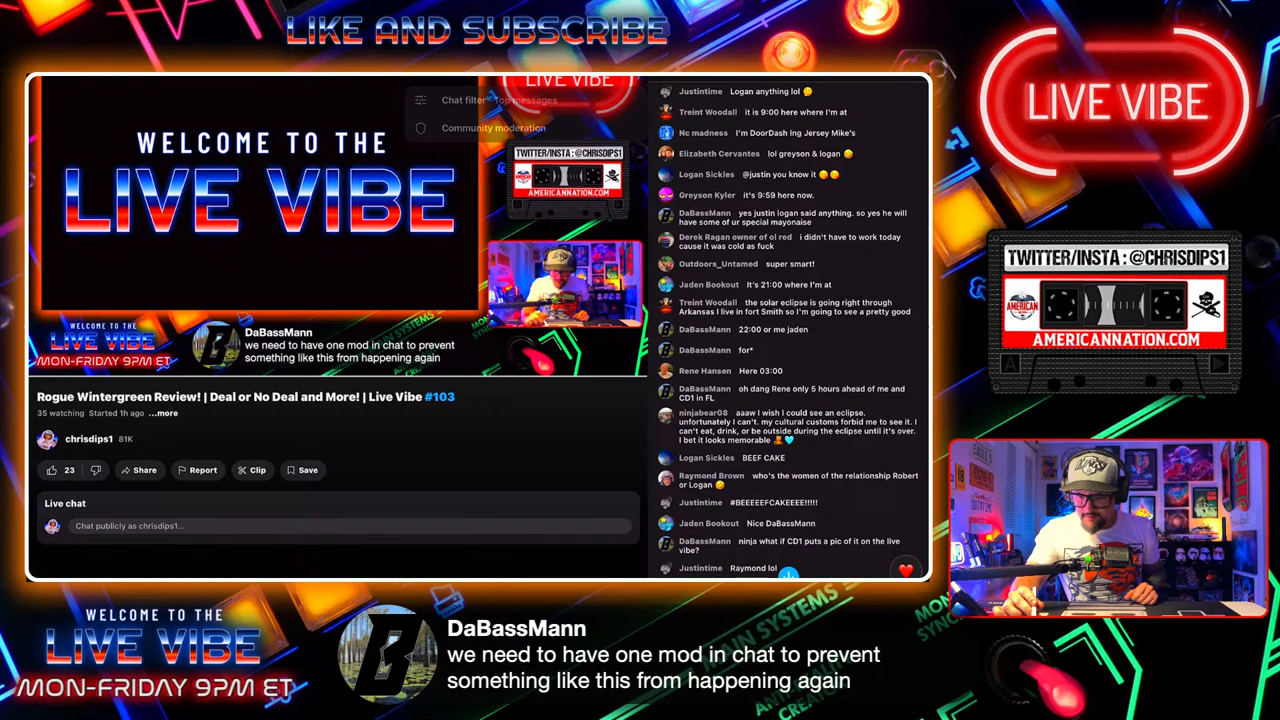 LIKE AND SUBSCRIBE
LIVE VIBE
LIVE VIBE
Chat filter Top messages
Community moderation
WELCOME TO THE
LIVE VIBE
TWITTER/INSTA : @CHRISDIPS1
AMERICANNATION.COM
WELCOME TO THE
LIVE VIBE
MON-FRIDAY 9PM ET
DaBassMann
we need to have one mod in chat to prevent
something like this from happening again
Rogue Wintergreen Review! | Deal or No Deal and More! | Live Vibe #103
35 watching Started 1h ago ...more
chrisdips1 81K
23 Share Report Clip Save
Live chat
Chat publicly as chrisdips1...
Justintime Logan anything lol 🤔
Treint Woodall it is 9:00 here where I'm at
Nc madness I'm DoorDash Ing Jersey Mike's
Elizabeth Cervantes lol greyson & logan 🤣
Logan Sickles @justin you know it 😘😘
Greyson Kyler it's 9:59 here now.
DaBassMann yes justin logan said anything. so yes he will
have some of ur special mayonaise
Derek Ragan owner of ol red i didn't have to work today
cause it was cold as fuck
Outdoors_Untamed super smart!
Jaden Bookout It's 21:00 where I'm at
Treint Woodall the solar eclipse is going right through
Arkansas I live in fort Smith so I'm going to see a pretty good
DaBassMann 22:00 or me jaden
DaBassMann for*
Rene Hansen Here 03:00
DaBassMann oh dang Rene only 5 hours ahead of me and
CD1 in FL
ninjabear08 aaaw I wish I could see an eclipse.
unfortunately I can't. my cultural customs forbid me to see it. I
can't eat, drink, or be outside during the eclipse until it's over.
I bet it looks memorable 🧸🩵
Logan Sickles BEEF CAKE
Raymond Brown who's the women of the relationship Robert
or Logan 🤣
Justintime #BEEEEEFCAKEEEE!!!!!
Jaden Bookout Nice DaBassMann
DaBassMann ninja what if CD1 puts a pic of it on the live
vibe?
Justintime Raymond lol
TWITTER/INSTA : @CHRISDIPS1
AMERICAN
AMERICANNATION.COM
A
WELCOME TO THE
LIVE VIBE
MON-FRIDAY 9PM ET
DaBassMann
we need to have one mod in chat to prevent
something like this from happening again